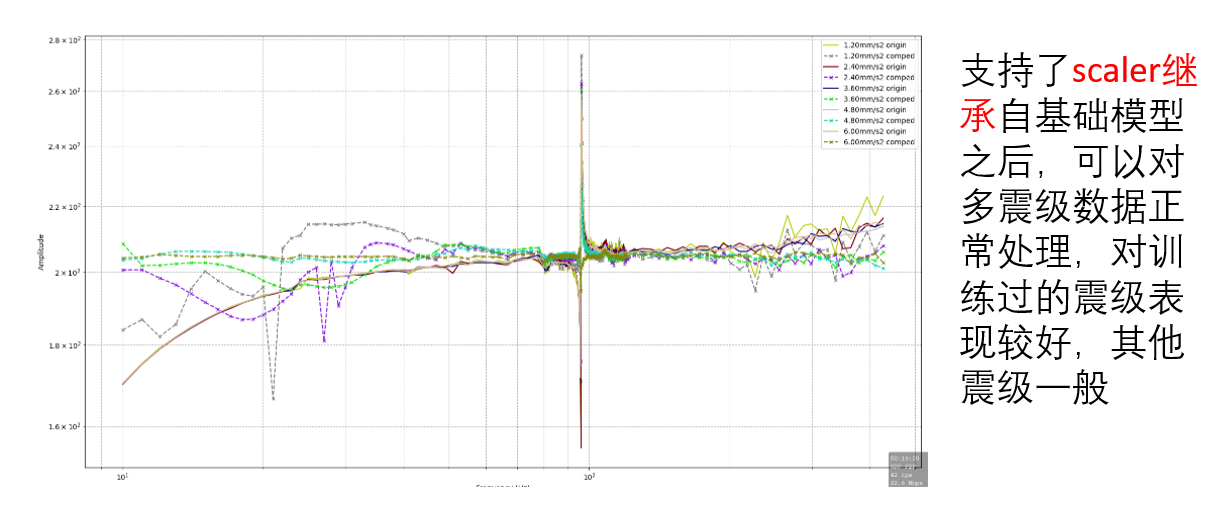 2.8 × 10²
2.6 × 10²
2.4 × 10²
2.2 × 10²
2 × 10²
1.8 × 10²
1.6 × 10²
Amplitude
10¹
10²
1.20mm/s2 origin
1.20mm/s2 comped
2.40mm/s2 origin
2.40mm/s2 comped
3.60mm/s2 origin
3.60mm/s2 comped
4.80mm/s2 origin
4.80mm/s2 comped
6.00mm/s2 origin
6.00mm/s2 comped
22.6 Mbps
支持了scaler继
承自基础模型
之后，可以对
多震级数据正
常处理，对训
练过的震级表
现较好，其他
震级一般